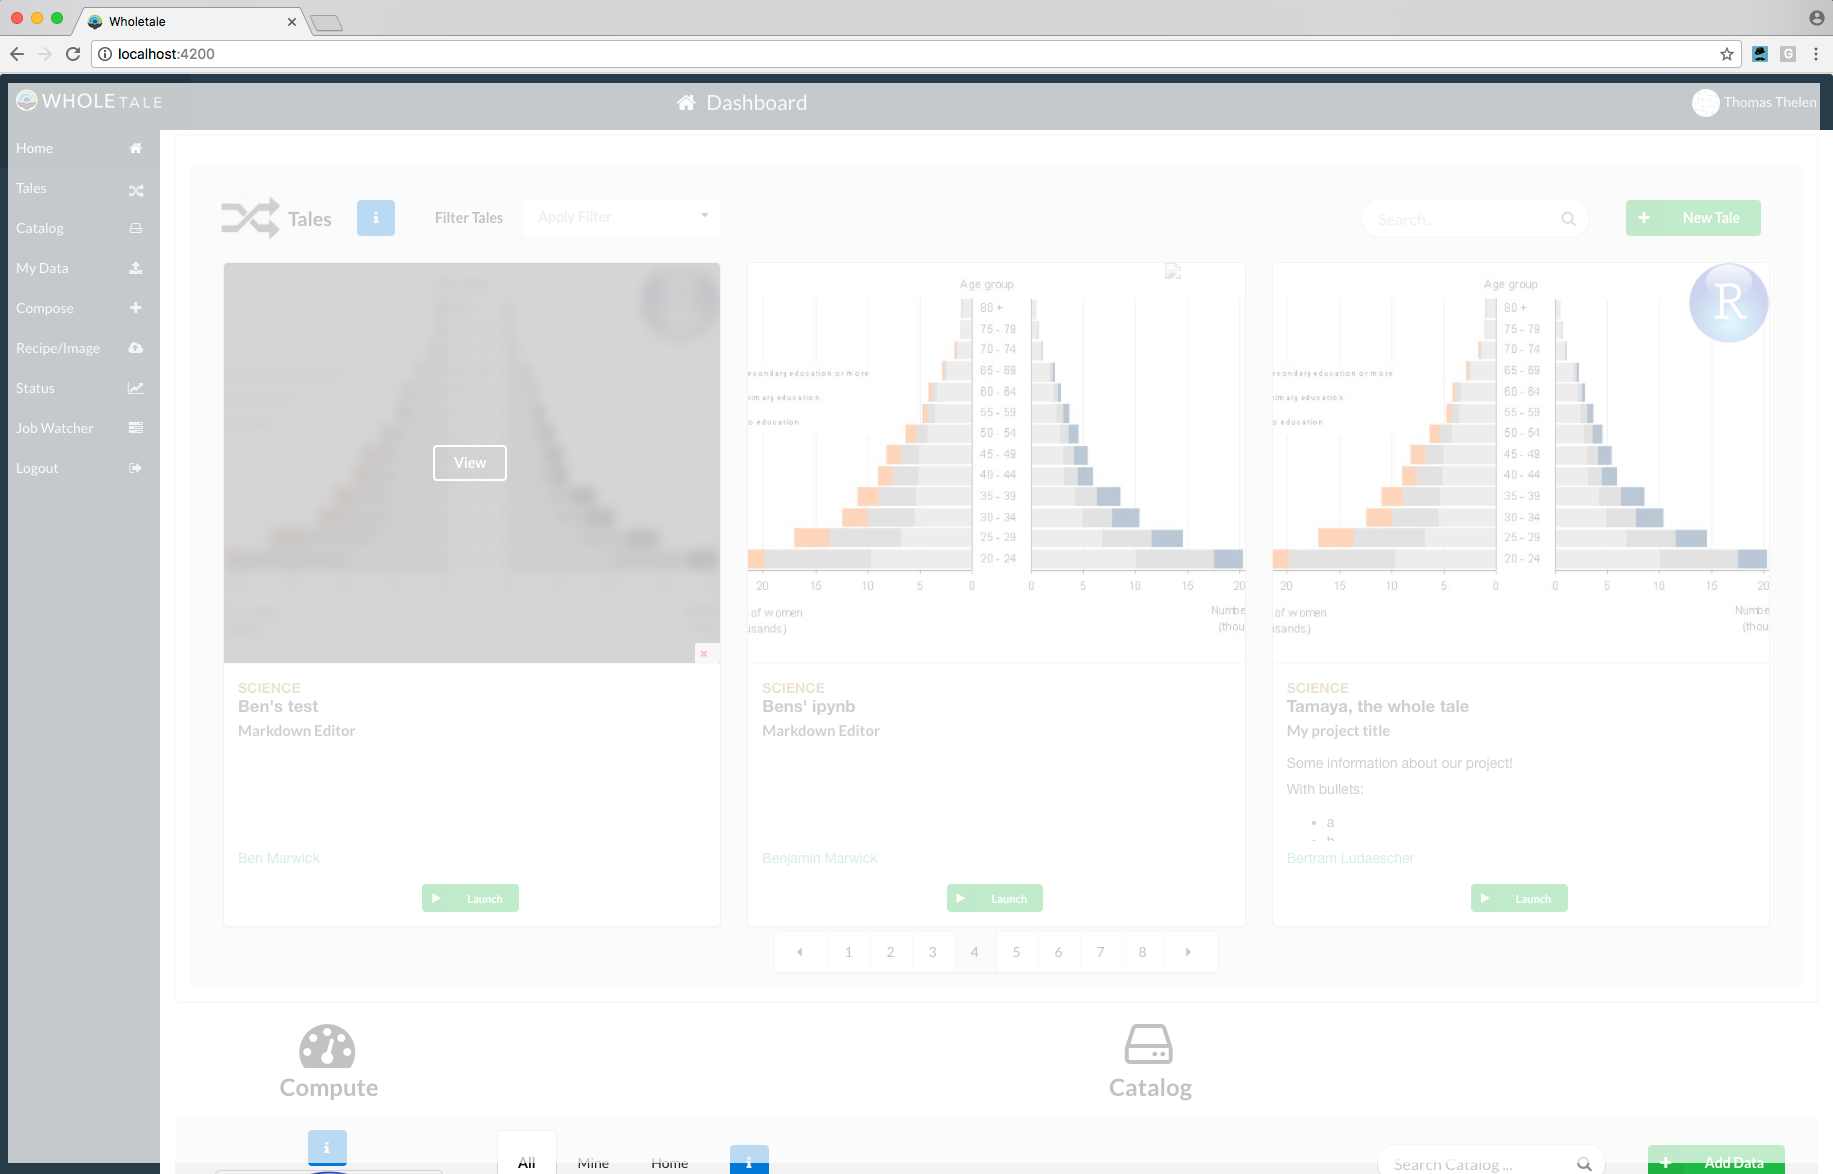 Wholetale
localhost:4200
WHOLETALE
Dashboard
Thomas Thelen
Home
Tales
Catalog
My Data
Compose
Recipe/Image
Status
Job Watcher
Logout
Tales
i
Filter Tales
Apply Filter
Search...
New Tale
View
SCIENCE
Ben's test
Markdown Editor
Ben Marwick
Launch
Age group
80 +
75 - 79
70 - 74
65 - 69
60 - 64
55 - 59
50 - 54
45 - 49
40 - 44
35 - 39
30 - 34
25 - 29
20 - 24
econdary education or more
rimary education
o education
20 15 10 5 0 0 5 10 15 20
of women
usands)
Numbe
(thou
SCIENCE
Bens' ipynb
Markdown Editor
Benjamin Marwick
Launch
R
Age group
80 +
75 - 79
70 - 74
65 - 69
60 - 64
55 - 59
50 - 54
45 - 49
40 - 44
35 - 39
30 - 34
25 - 29
20 - 24
econdary education or more
rimary education
o education
20 15 10 5 0 0 5 10 15 20
of women
usands)
Numbe
(thou
SCIENCE
Tamaya, the whole tale
My project title
Some information about our project!
With bullets:
• a
• b
Bertram Ludaescher
Launch
1 2 3 4 5 6 7 8
Compute
Catalog
i
All Mine Home i
Search Catalog ...
Add Data